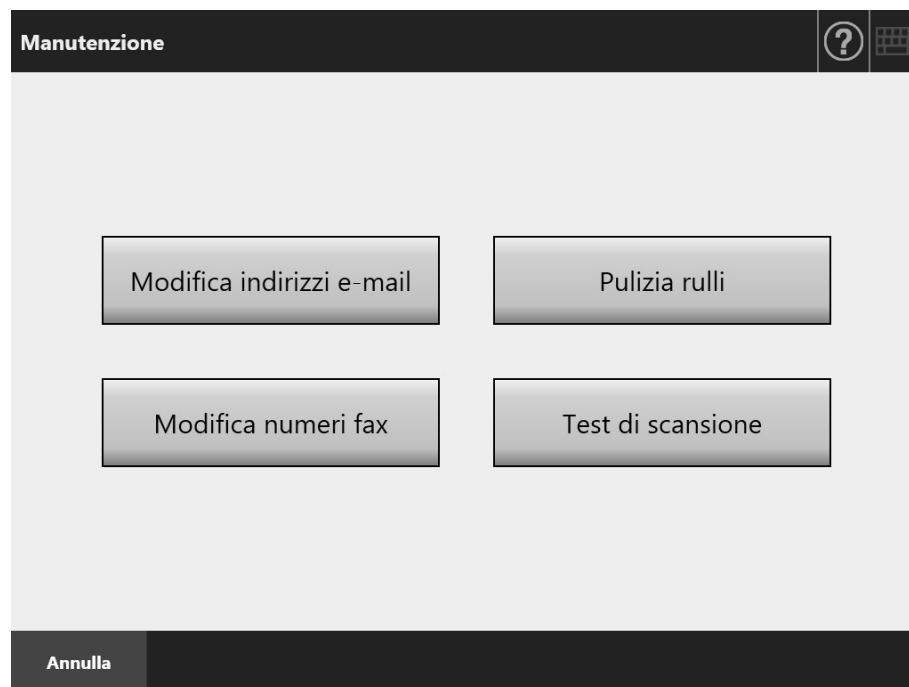 Manutenzione
Modifica indirizzi e-mail
Pulizia rulli
Modifica numeri fax
Test di scansione
Annulla